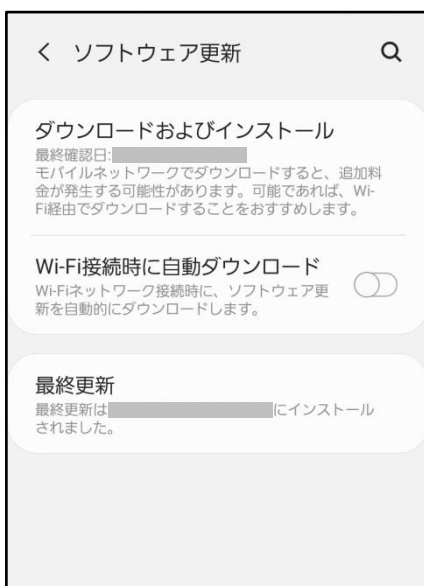 ソフトウェア更新
ダウンロードおよびインストール
最終確認日:
モバイルネットワークでダウンロードすると、追加料
金が発生する可能性があります。可能であれば、Wi-
Fi経由でダウンロードすることをおすすめします。
Wi-Fi接続時に自動ダウンロード
Wi-Fiネットワーク接続時に、ソフトウェア更
新を自動的にダウンロードします。
最終更新
最終更新は にインストール
されました。